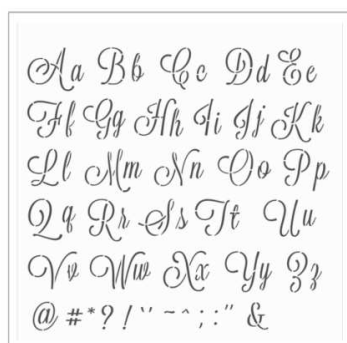 Aa Bb Cc Dd Ee
Ff Gg Hh Ii Jj Kk
Ll Mm Nn Oo Pp
Qq Rr Ss Tt Uu
Vv Ww Xx Yy Zz
@ # * ? ! ' ' - ~ ^ ; : " &